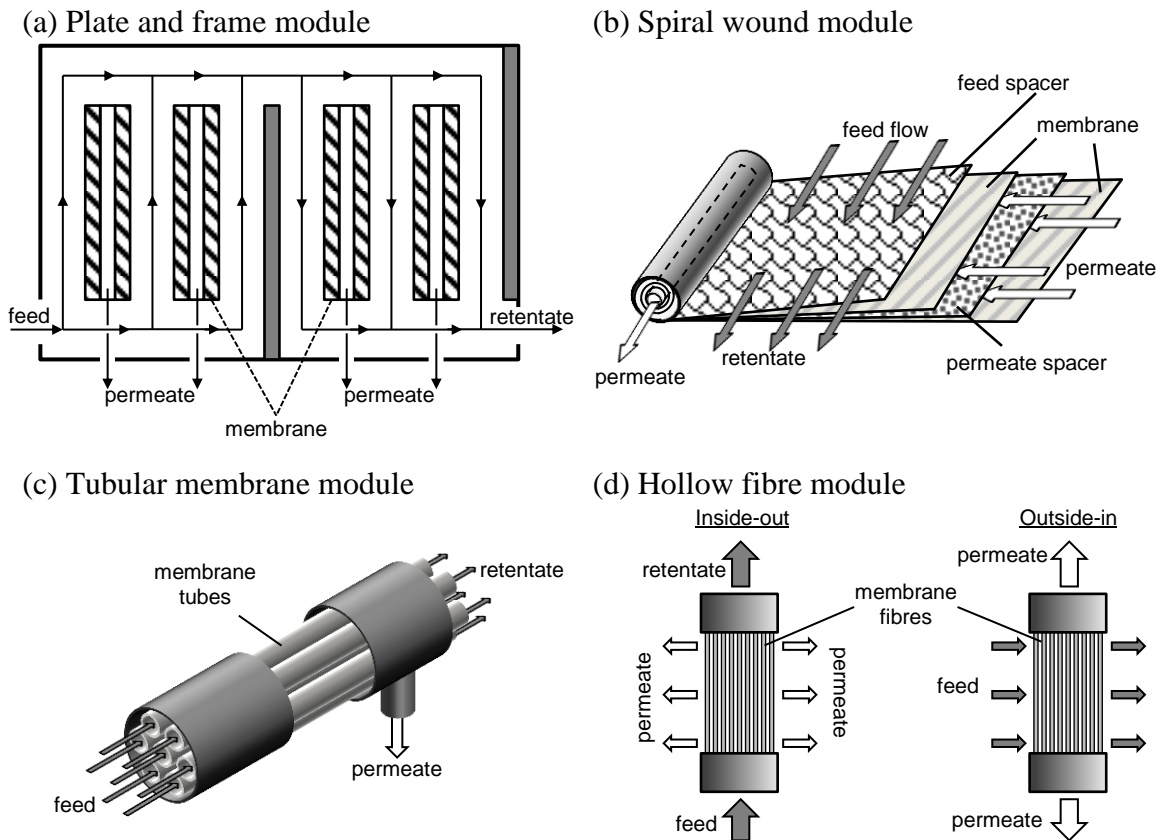 (a) Plate and frame module
feed
retentate
permeate
permeate
membrane
(b) Spiral wound module
feed spacer
feed flow
membrane
permeate
retentate
permeate
permeate spacer
(c) Tubular membrane module
membrane
tubes
retentate
permeate
feed
(d) Hollow fibre module
Inside-out
retentate
membrane
fibres
permeate
permeate
feed
Outside-in
permeate
feed
permeate